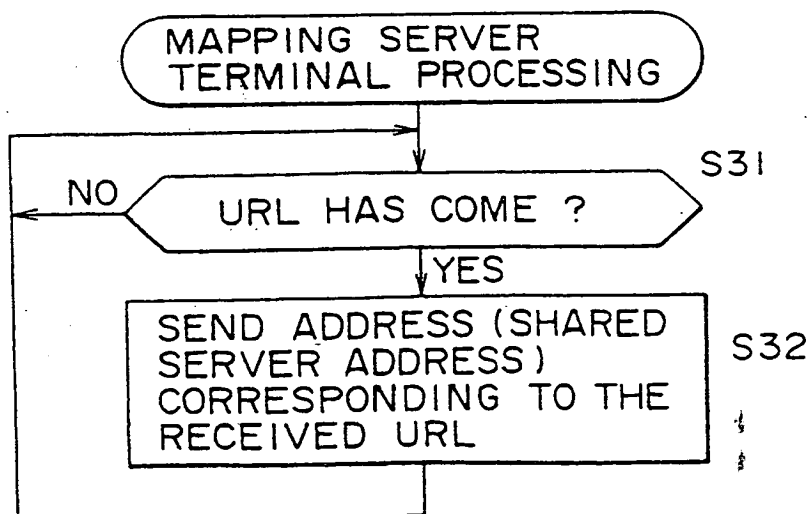 MAPPING SERVER
TERMINAL PROCESSING
S31
NO
URL HAS COME ?
YES
SEND ADDRESS (SHARED
SERVER ADDRESS)
CORRESPONDING TO THE
RECEIVED URL
S32